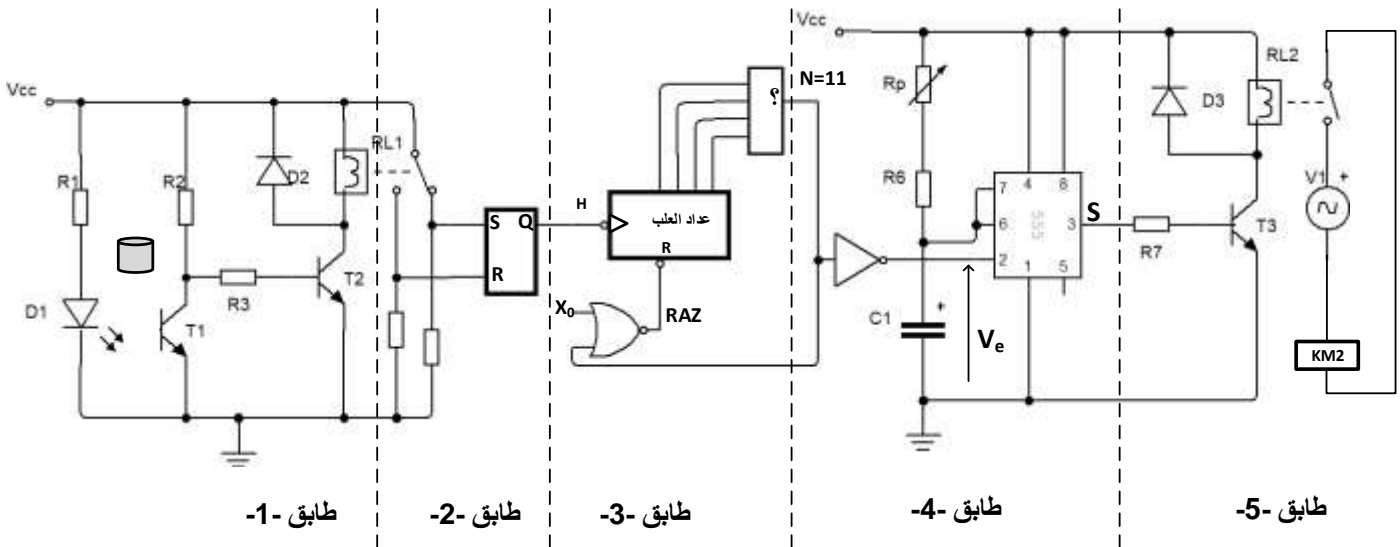 Vcc
R1
D1
R2
T1
R3
D2
T2
RL1
S
Q
R
H
عداد العلب
R
X₀
RAZ
؟
N=11
Vcc
Rp
R6
C1
Vₑ
7
6
2
4
8
555
3
1
5
S
R7
D3
RL2
T3
V1
+
+
KM2
طابق -1-
طابق -2-
طابق -3-
طابق -4-
طابق -5-